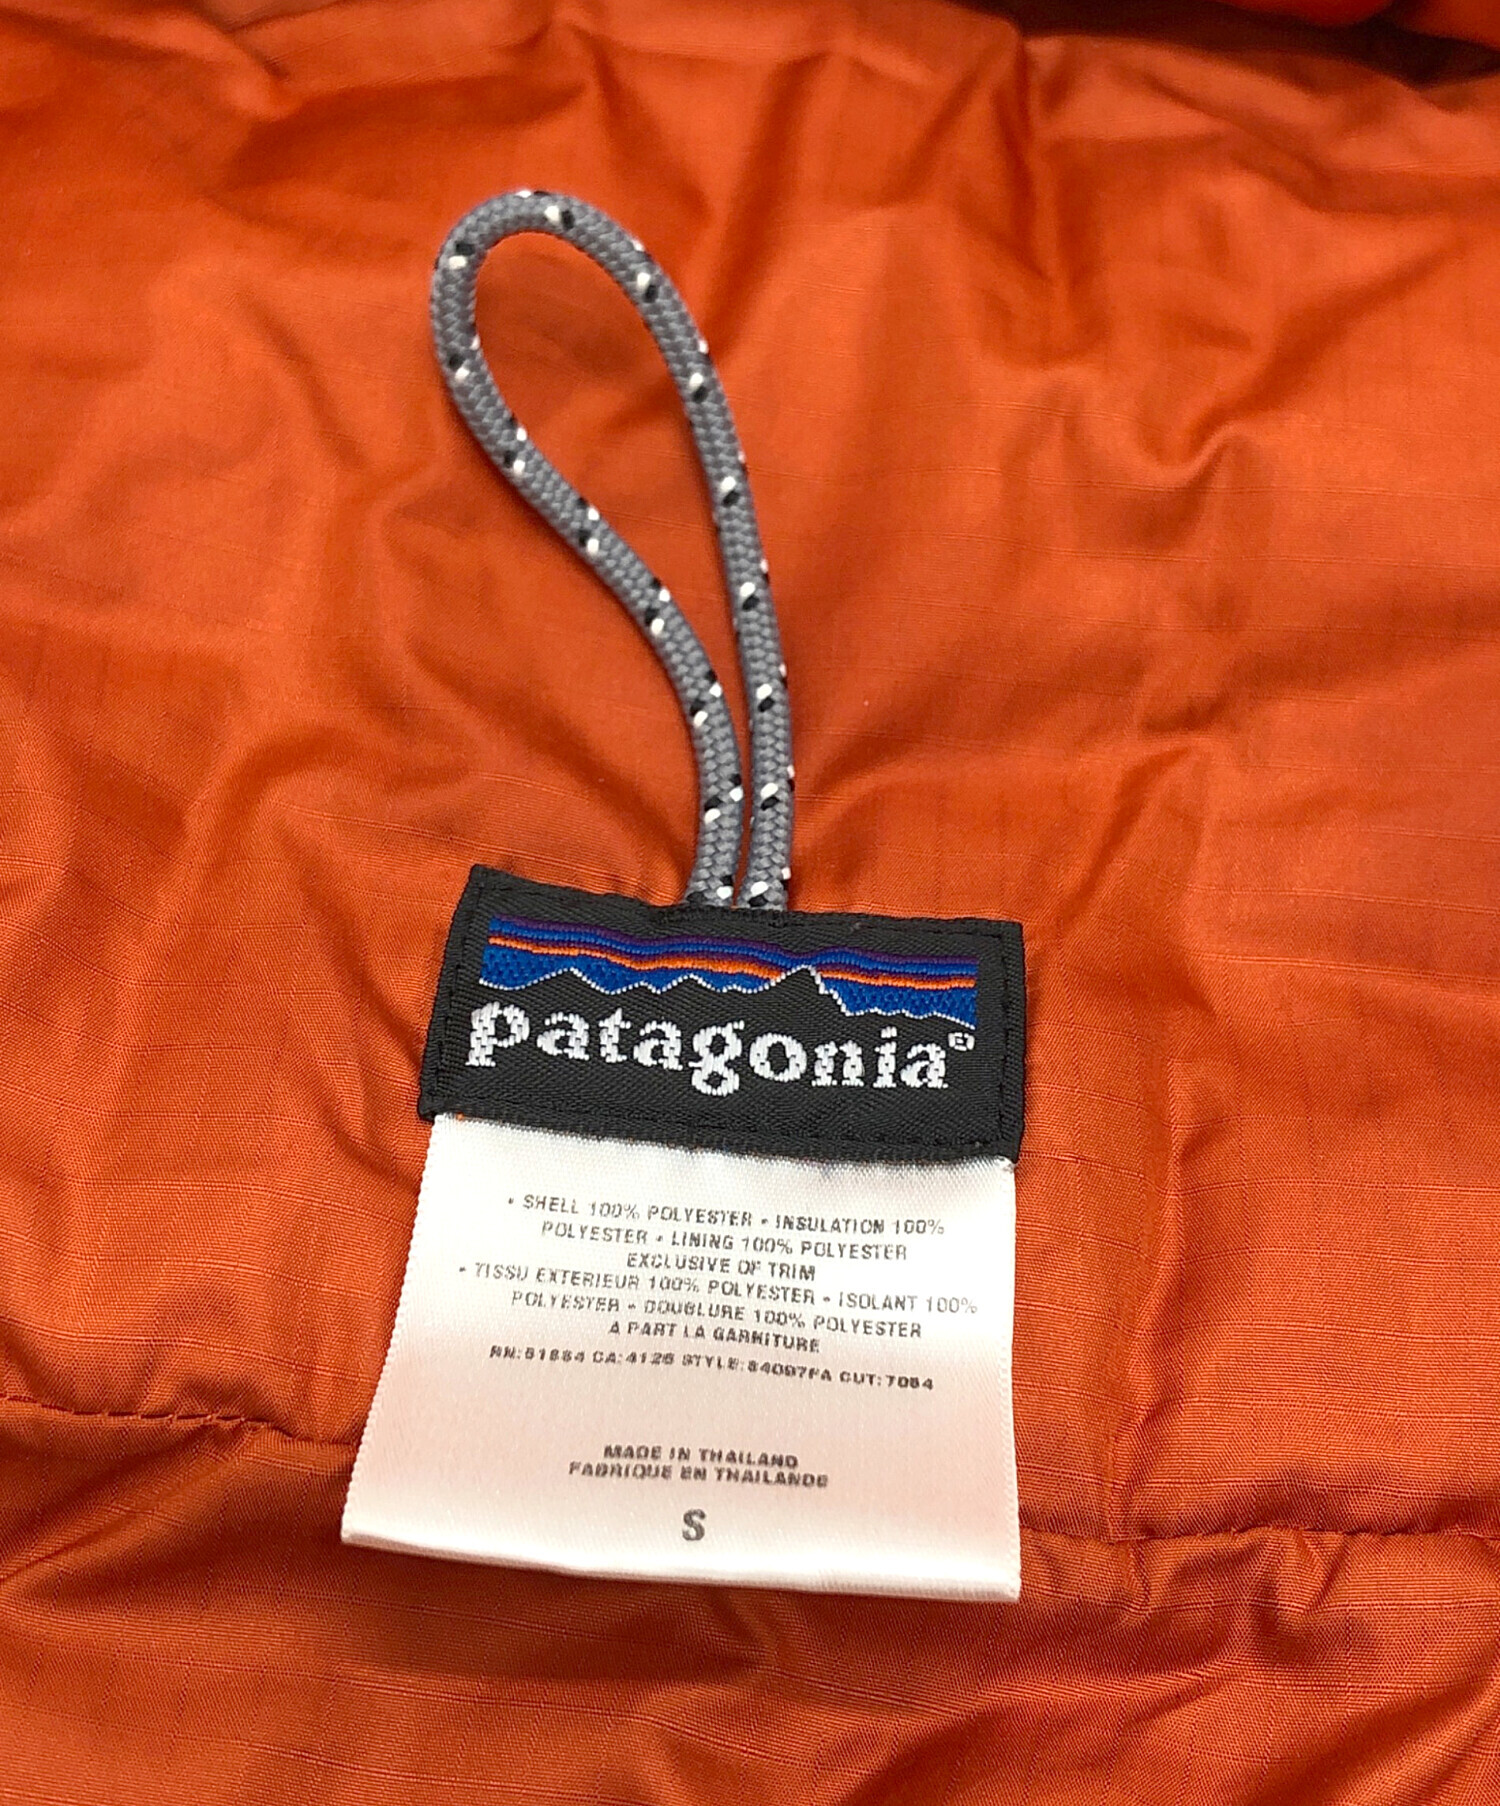 patagonia®
• SHELL 100% POLYESTER • INSULATION 100%
POLYESTER • LINING 100% POLYESTER
EXCLUSIVE OF TRIM
• TISSU EXTERIEUR 100% POLYESTER • ISOLANT 100%
POLYESTER • DOUBLURE 100% POLYESTER
A PART LA GARNITURE
RN:51884 CA:4126 STYLE:84097FA CUT:7054
MADE IN THAILAND
FABRIQUE EN THAILANDE
S